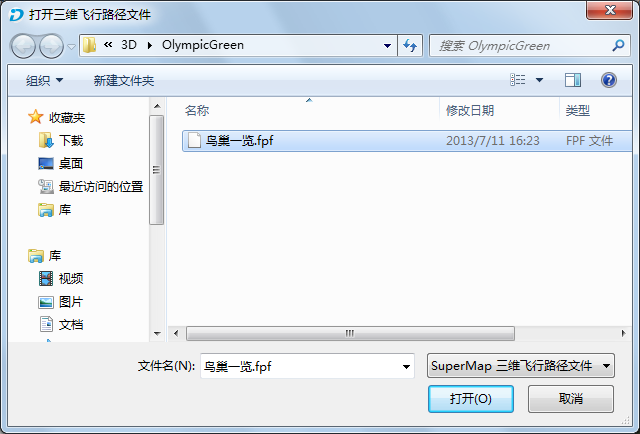 打开三维飞行路径文件
« 3D OlympicGreen
搜索 OlympicGreen
组织 新建文件夹
名称 修改日期 类型
收藏夹
下载
桌面
最近访问的位置
库
库
视频
图片
文档
鸟巢一览.fpf 2013/7/11 16:23 FPF 文件
文件名(N): 鸟巢一览.fpf SuperMap 三维飞行路径文件
打开(O) 取消